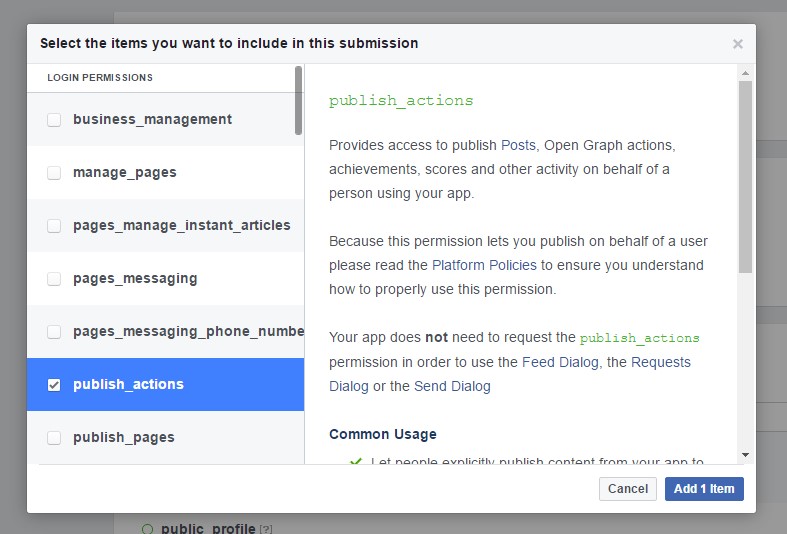 Select the items you want to include in this submission
×
LOGIN PERMISSIONS
business_management
manage_pages
pages_manage_instant_articles
pages_messaging
pages_messaging_phone_numbe
publish_actions
publish_pages
publish_actions
Provides access to publish Posts, Open Graph actions,
achievements, scores and other activity on behalf of a
person using your app.
Because this permission lets you publish on behalf of a user
please read the Platform Policies to ensure you understand
how to properly use this permission.
Your app does not need to request the publish_actions
permission in order to use the Feed Dialog, the Requests
Dialog or the Send Dialog
Common Usage
Let people explicitly publish content from your app to
Cancel
Add 1 Item
public_profile [?]